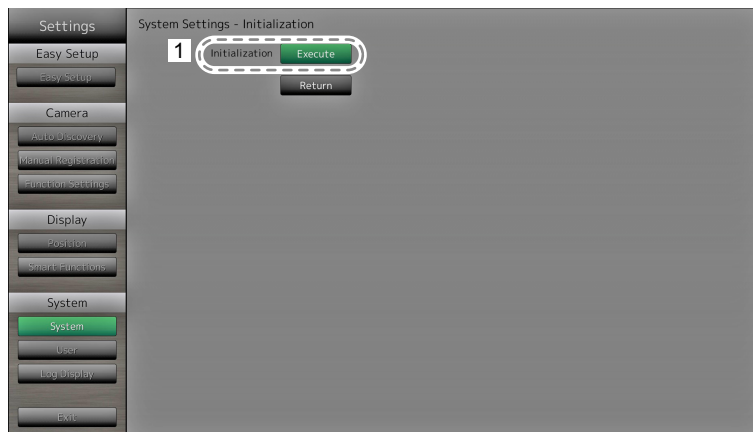 Settings
Easy Setup
Easy Setup
Camera
Auto Discovery
Manual Registration
Function Settings
Display
Position
Smart Functions
System
System
User
Log Display
Exit
System Settings - Initialization
1
Initialization Execute
Return